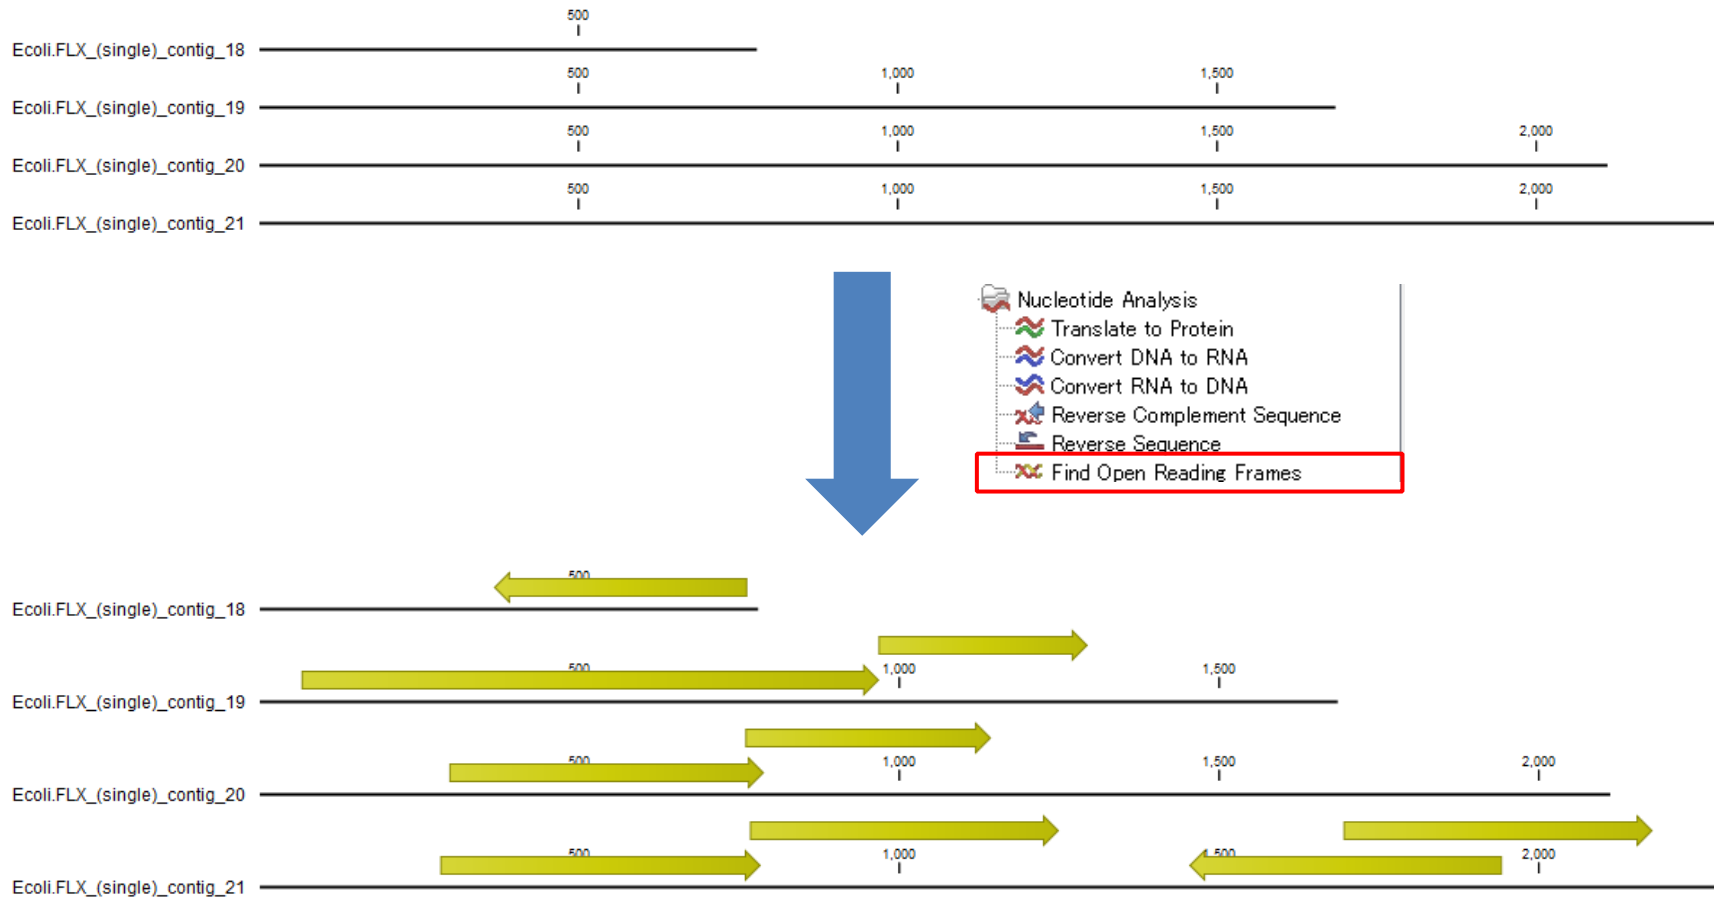 500
Ecoli.FLX_(single)_contig_18
500 1,000 1,500
Ecoli.FLX_(single)_contig_19
500 1,000 1,500 2,000
Ecoli.FLX_(single)_contig_20
500 1,000 1,500 2,000
Ecoli.FLX_(single)_contig_21
Nucleotide Analysis
Translate to Protein
Convert DNA to RNA
Convert RNA to DNA
Reverse Complement Sequence
Reverse Sequence
Find Open Reading Frames
500
Ecoli.FLX_(single)_contig_18
500 1,000 1,500
Ecoli.FLX_(single)_contig_19
500 1,000 1,500 2,000
Ecoli.FLX_(single)_contig_20
500 1,000 1,500 2,000
Ecoli.FLX_(single)_contig_21